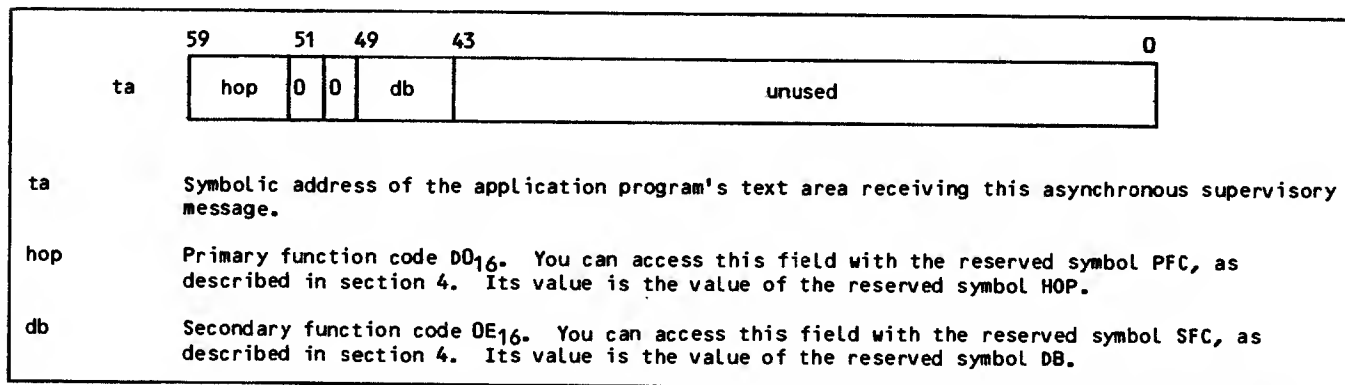 59 51 49 43 0
ta hop 0 0 db unused
ta Symbolic address of the application program's text area receiving this asynchronous supervisory
message.
hop Primary function code D016. You can access this field with the reserved symbol PFC, as
described in section 4. Its value is the value of the reserved symbol HOP.
db Secondary function code 0E16. You can access this field with the reserved symbol SFC, as
described in section 4. Its value is the value of the reserved symbol DB.